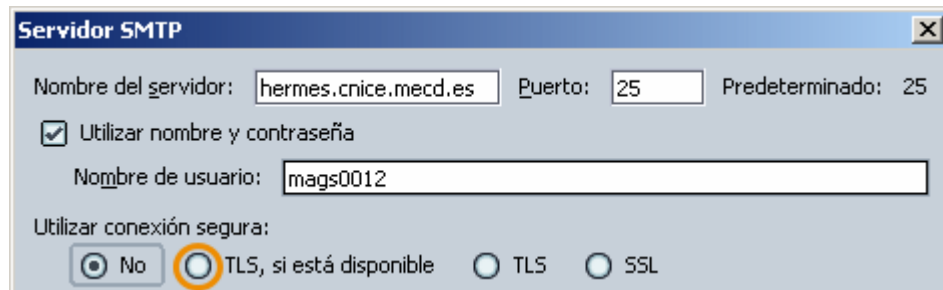 Servidor SMTP
Nombre del servidor: hermes.cnice.mecd.es Puerto: 25 Predeterminado: 25
Utilizar nombre y contraseña
Nombre de usuario: mags0012
Utilizar conexión segura:
No TLS, si está disponible TLS SSL